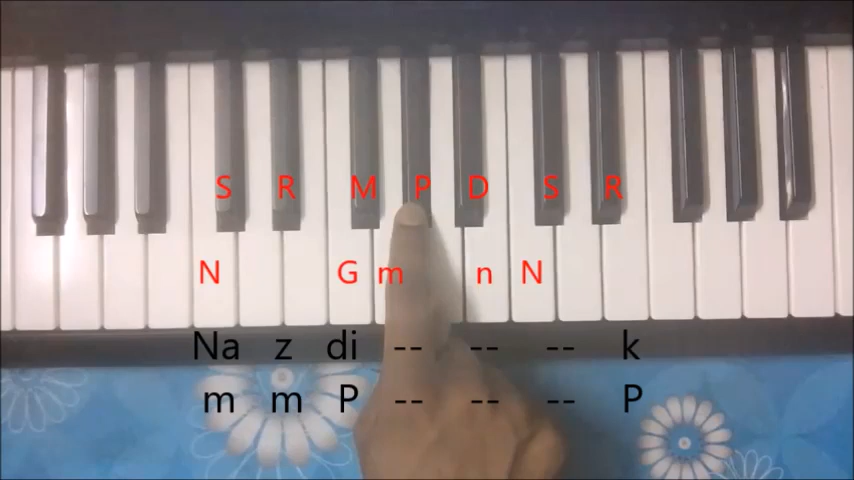 S R M P D S R
N G m n N
Na z di -- -- -- k
m m P -- -- -- P